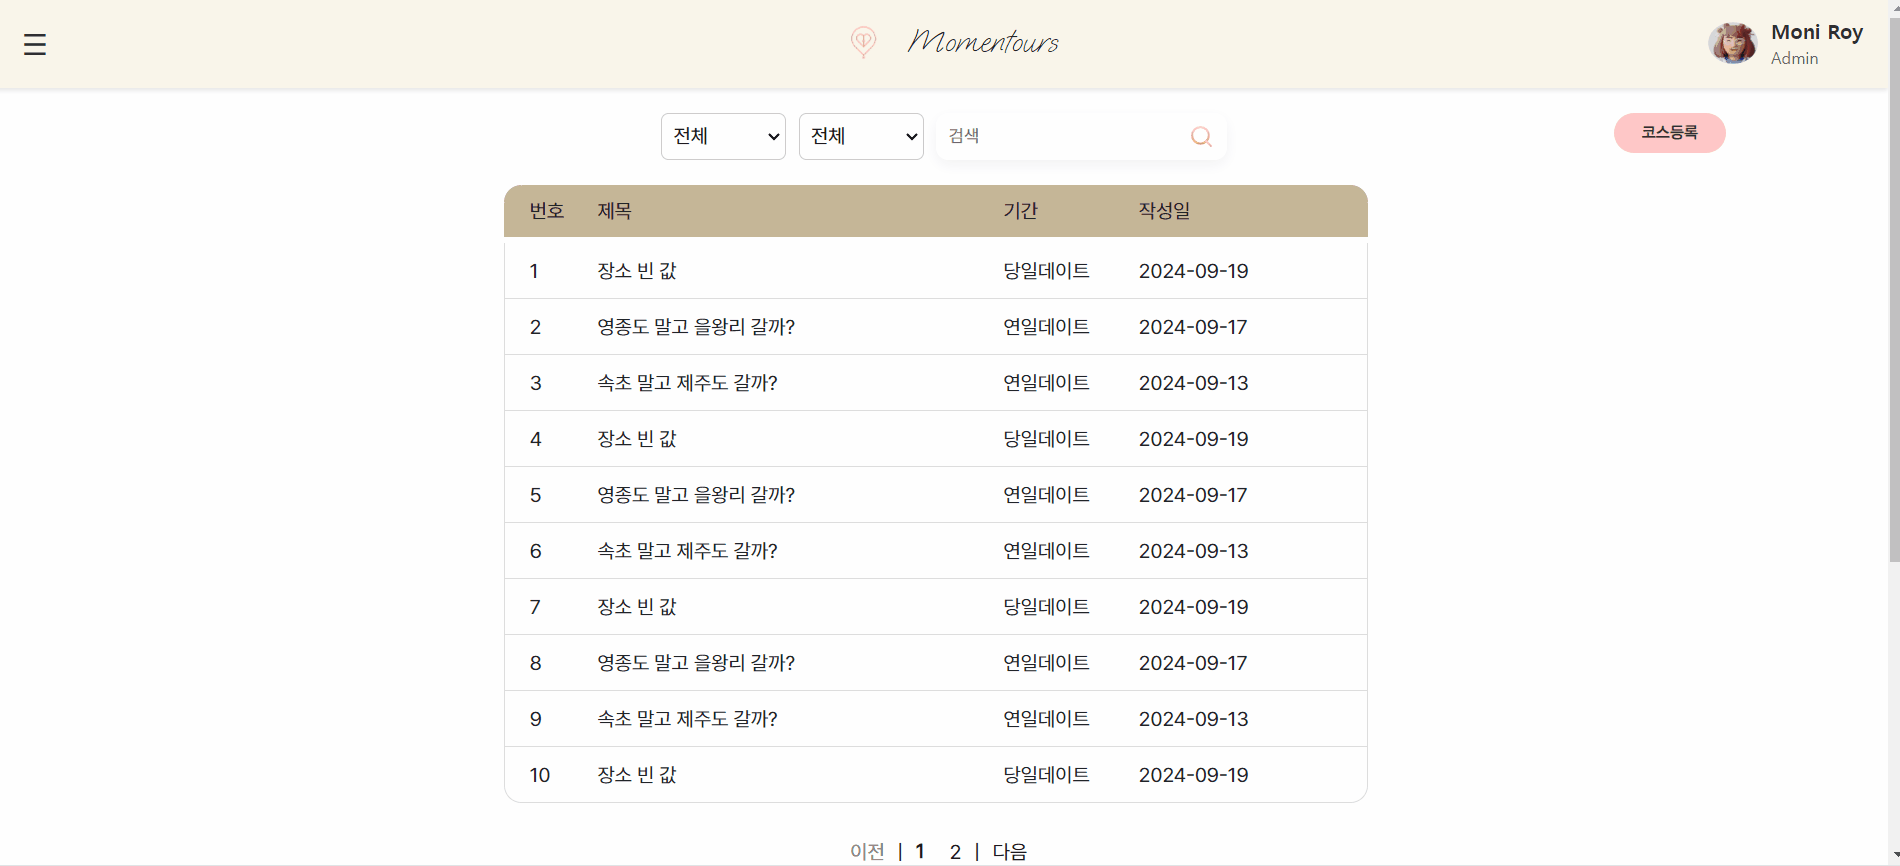 ☰ Momentours Moni Roy
Admin
전체 전체 검색 코스등록
번호 제목 기간 작성일
1 장소 빈 값 당일데이트 2024-09-19
2 영종도 말고 을왕리 갈까? 연일데이트 2024-09-17
3 속초 말고 제주도 갈까? 연일데이트 2024-09-13
4 장소 빈 값 당일데이트 2024-09-19
5 영종도 말고 을왕리 갈까? 연일데이트 2024-09-17
6 속초 말고 제주도 갈까? 연일데이트 2024-09-13
7 장소 빈 값 당일데이트 2024-09-19
8 영종도 말고 을왕리 갈까? 연일데이트 2024-09-17
9 속초 말고 제주도 갈까? 연일데이트 2024-09-13
10 장소 빈 값 당일데이트 2024-09-19
이전 | 1 2 | 다음